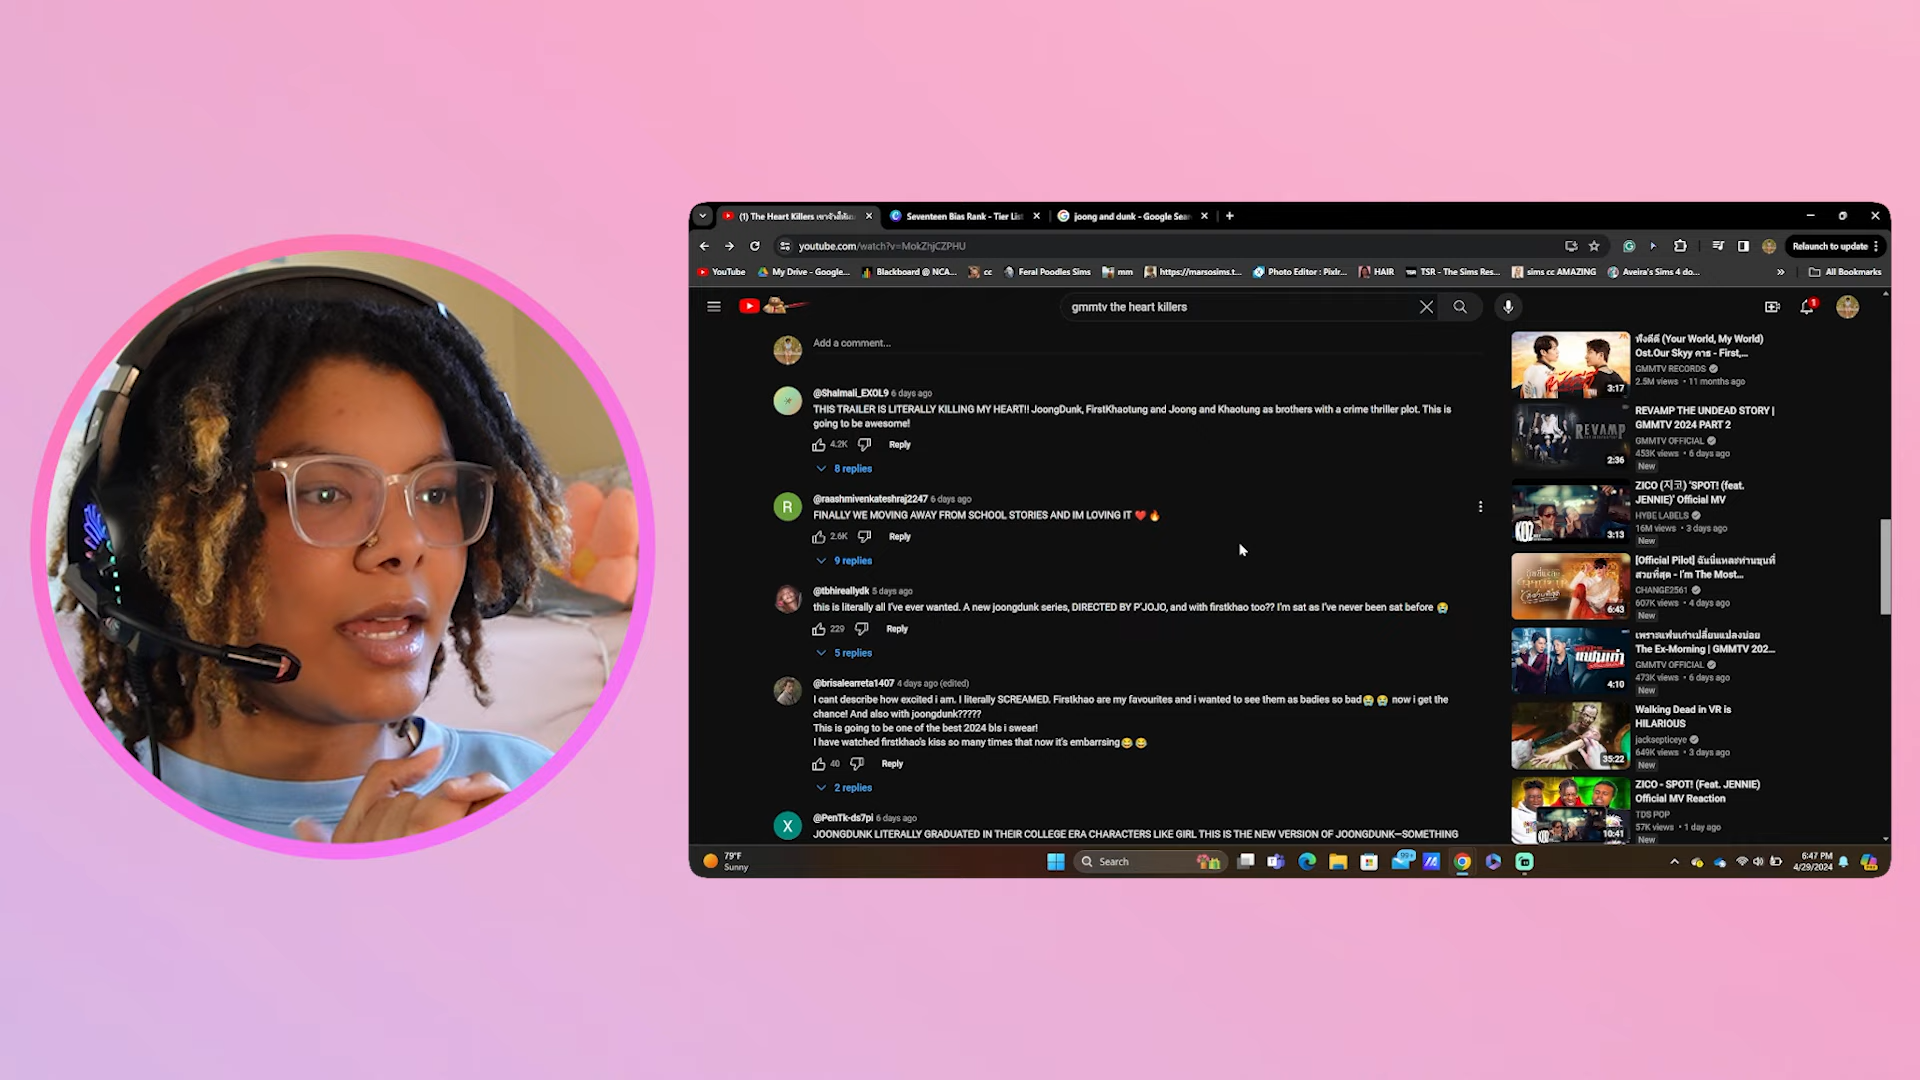 (1) The Heart Killers
Seventeen Bias Rank - Tier List
joong and dunk - Google Sear
youtube.com/watch?v=MokZhjCZPHU
Relaunch to update
YouTube
My Drive - Google...
Blackboard @ NCA...
cc
Feral Poodles Sims
mm
https://marsosims.t...
Photo Editor : Pixlr...
HAIR
TSR - The Sims Res...
sims cc AMAZING
Aveira's Sims 4 do...
»
All Bookmarks
gmmtv the heart killers
1
Add a comment...
@Shalmali_EXOL9 6 days ago
THIS TRAILER IS LITERALLY KILLING MY HEART!! JoongDunk, FirstKhaotung and Joong and Khaotung as brothers with a crime thriller plot. This is
going to be awesome!
4.2K Reply
8 replies
R
@raashmivenkateshraj2247 6 days ago
FINALLY WE MOVING AWAY FROM SCHOOL STORIES AND IM LOVING IT ❤️ 🔥
2.6K Reply
9 replies
@tbhireallydk 5 days ago
this is literally all I've ever wanted. A new joongdunk series, DIRECTED BY P'JOJO, and with firstkhao too?? I'm sat as I've never been sat before 😭
229 Reply
5 replies
@brisalearreta1407 4 days ago (edited)
I cant describe how excited i am. I literally SCREAMED. Firstkhao are my favourites and i wanted to see them as badies so bad😭 😭 now i get the
chance! And also with joongdunk?????
This is going to be one of the best 2024 bls i swear!
I have watched firstkhao's kiss so many times that now it's embarrsing😂 😂
40 Reply
2 replies
X
@PenTk-ds7pi 6 days ago
JOONGDUNK LITERALLY GRADUATED IN THEIR COLLEGE ERA CHARACTERS LIKE GIRL THIS IS THE NEW VERSION OF JOONGDUNK—SOMETHING
3:17
พังดีดี (Your World, My World)
Ost.Our Skyy คาธ - First,...
GMMTV RECORDS
2.5M views • 11 months ago
REVAMP
2:36
REVAMP THE UNDEAD STORY |
GMMTV 2024 PART 2
GMMTV OFFICIAL
453K views • 6 days ago
New
3:13
ZICO (지코) 'SPOT! (feat.
JENNIE)' Official MV
HYBE LABELS
16M views • 3 days ago
New
6:43
[Official Pilot] ฉันนี่แหละท่านขุนที่
สวยที่สุด - I'm The Most...
CHANGE2561
607K views • 4 days ago
New
แฟนเก่า
4:10
เพราะแฟนเก่าเปลี่ยนแปลงบ่อย
The Ex-Morning | GMMTV 202...
GMMTV OFFICIAL
473K views • 6 days ago
New
35:22
Walking Dead in VR is
HILARIOUS
jacksepticeye
649K views • 3 days ago
New
10:41
ZICO - SPOT! (Feat. JENNIE)
Official MV Reaction
TDS POP
57K views • 1 day ago
New
79°F
Sunny
Search
99+
6:47 PM
4/29/2024